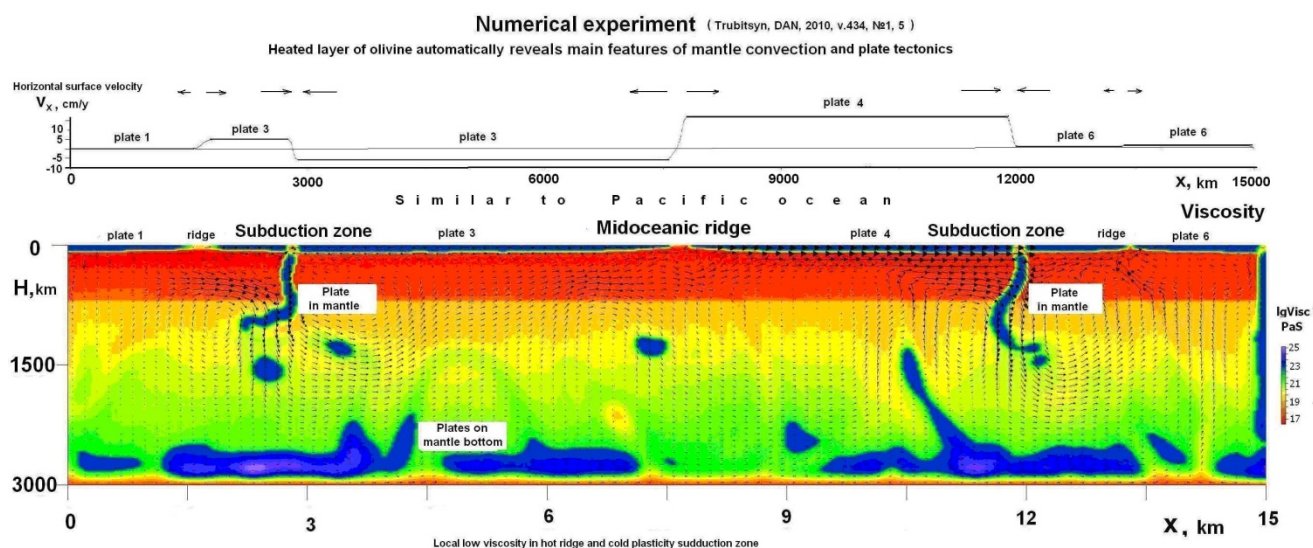 Numerical experiment ( Trubitsyn, DAN, 2010, v.434, №1, 5 )
Heated layer of olivine automatically reveals main features of mantle convection and plate tectonics
Horizontal surface velocity
Vx , cm/y
plate 4
10
5
-5
-10
plate 1 plate 3 plate 3 plate 6 plate 6
0 3000 6000 9000 12000 x, km 15000
Similar to Pacific ocean
Viscosity
plate 1 ridge Subduction zone plate 3 Midoceanic ridge plate 4 Subduction zone ridge plate 6
0
H, km
1500
3000
Plate
in mantle
Plate
in mantle
Plates on
mantle bottom
lgVisc
PaS
25
23
21
19
17
0 3 6 9 12 x, km 15
Local low viscosity in hot ridge and cold plasticity sudduction zone